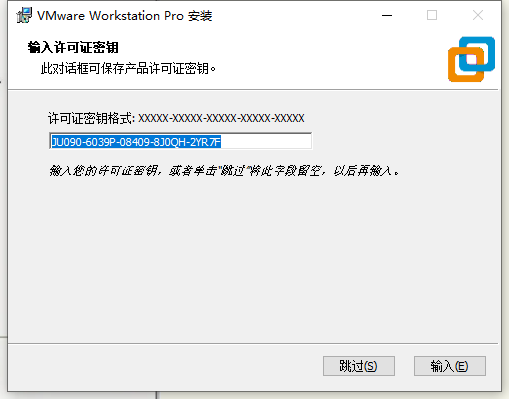 VMware Workstation Pro 安装
输入许可证密钥
此对话框可保存产品许可证密钥。
许可证密钥格式: XXXXX-XXXXX-XXXXX-XXXXX-XXXXX
JU090-6039P-08409-8J0QH-2YR7F
输入您的许可证密钥，或者单击"跳过"将此字段留空，以后再输入。
跳过(S)
输入(E)